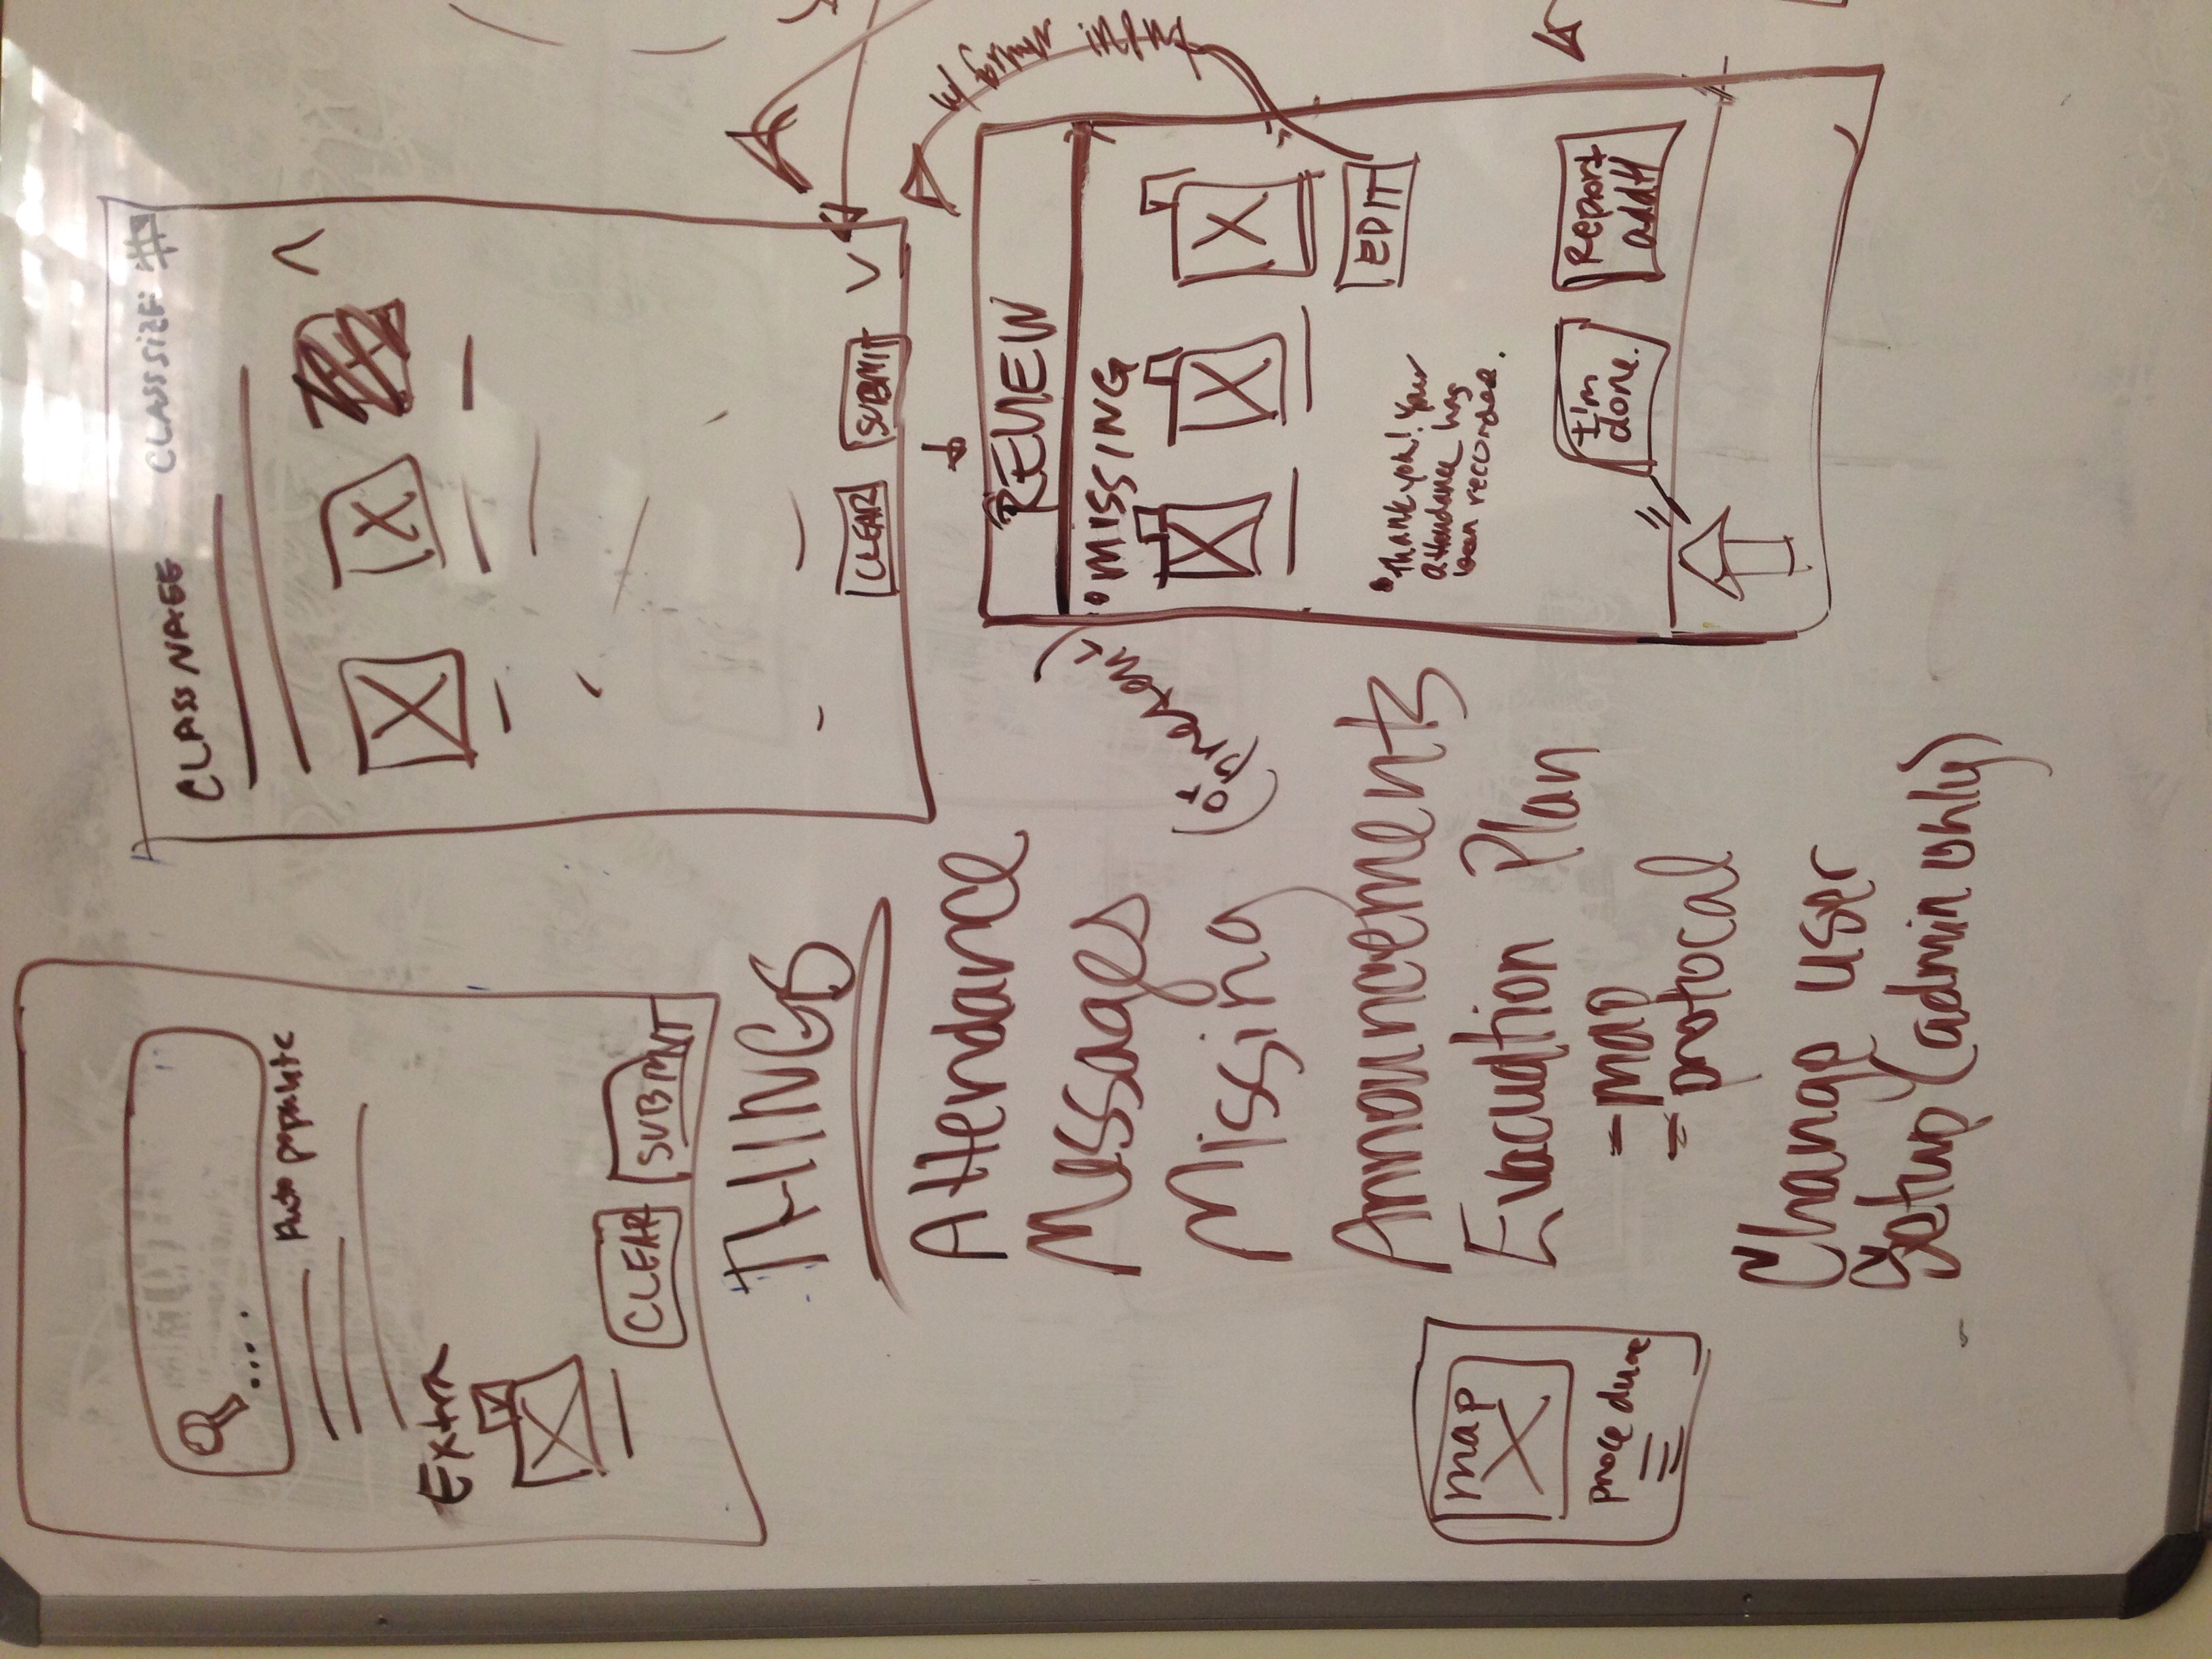 Auto populate
Extra
CLEAR
SUBMIT
CLASS NAME
CLASS SIZE: #
CLEAR
SUBMIT
THINGS
Attendance
Messages
Missing
(or
present)
Announcements
Evacuation Plan
- map
- protocal
Change user
Setup (admin only)
map
procedure
REVIEW
• MISSING
EDIT
w/ former input
• Thank you! Your
attendance has
been recorded.
I'm
done.
Report
add'l